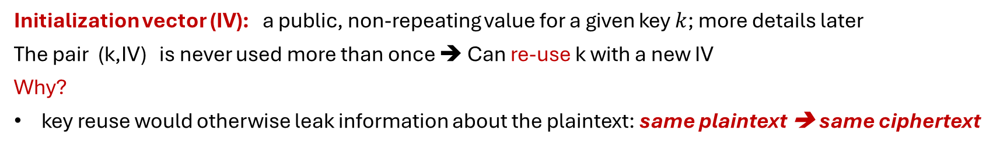 Initialization vector (IV): a public, non-repeating value for a given key k; more details later
The pair (k,IV) is never used more than once ➔ Can re-use k with a new IV
Why?
• key reuse would otherwise leak information about the plaintext: same plaintext ➔ same ciphertext